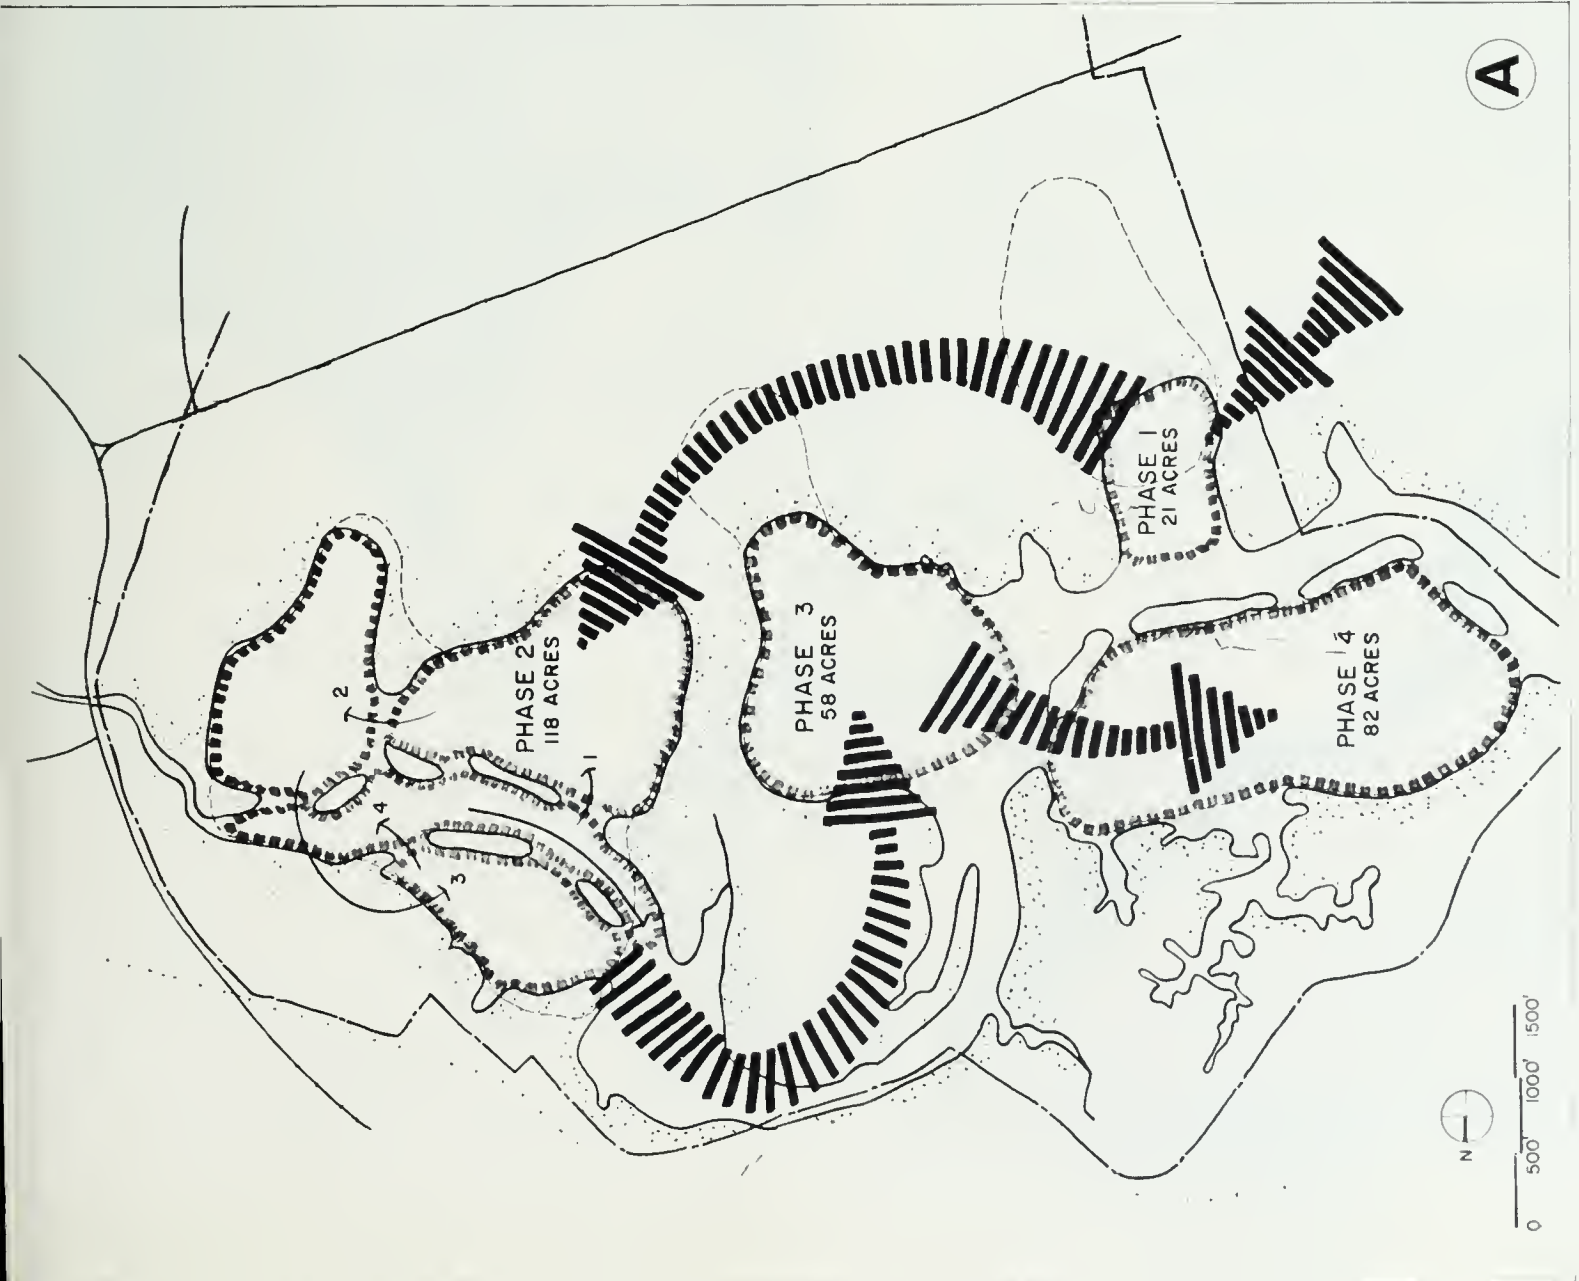 A
PHASE 1
21 ACRES
PHASE 2
118 ACRES
PHASE 3
58 ACRES
PHASE 4
82 ACRES
2
1
4
3
N
0 500' 1000' 1500'